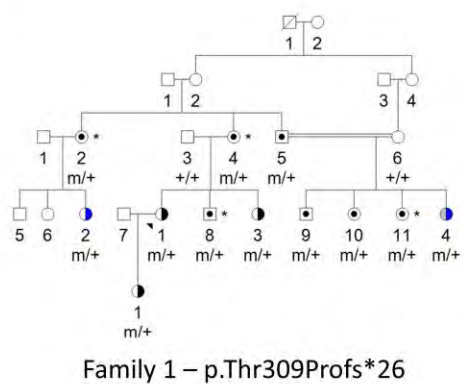 1 2
1 2 3 4
1 2 * 3 4 * 5 6
m/+ +/+ m/+ m/+ +/+
5 6 2 7 1 8 * 3 9 10 11 * 4
m/+ m/+ m/+ m/+ m/+ m/+ m/+ m/+
1
m/+
Family 1 – p.Thr309Profs*26